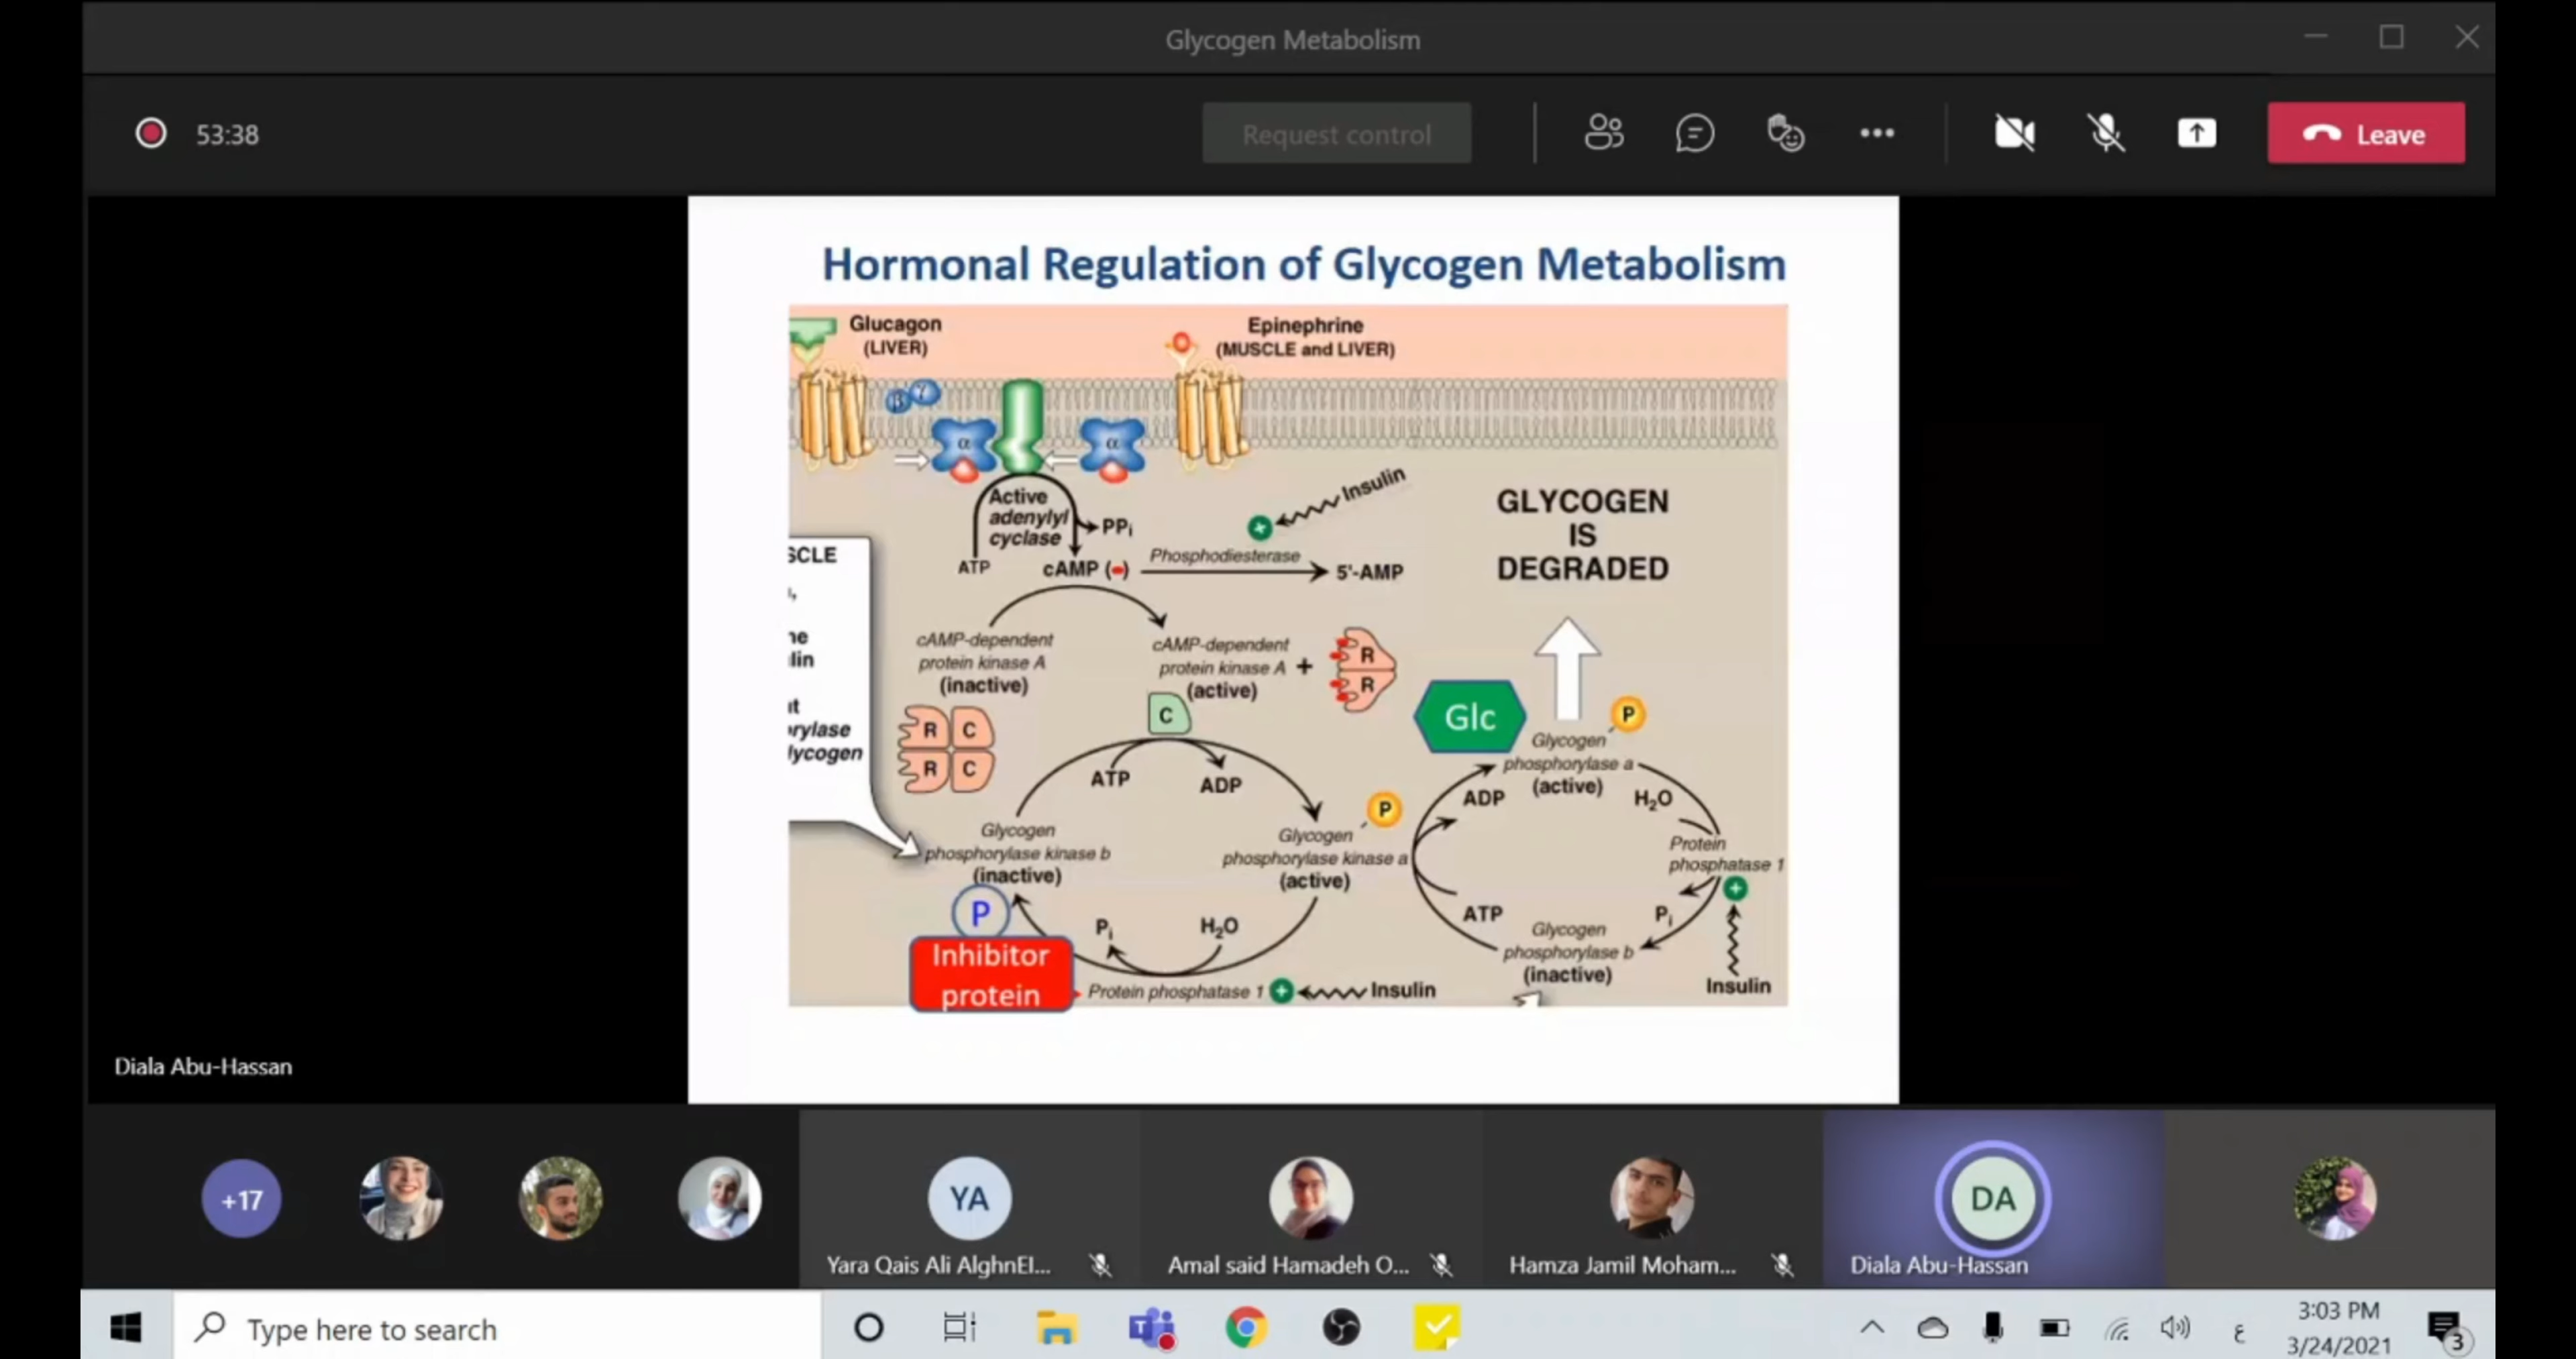 Glycogen Metabolism
53:38
Request control
Leave
Hormonal Regulation of Glycogen Metabolism
Glucagon
(LIVER)
Epinephrine
(MUSCLE and LIVER)
β γ
α
α
Active
adenylyl
cyclase
PPi
ATP
cAMP (-)
Phosphodiesterase
5'-AMP
+
Insulin
GLYCOGEN
IS
DEGRADED
SCLE
he
lin
t
rylase
lycogen
cAMP-dependent
protein kinase A
(inactive)
R C
R C
cAMP-dependent
protein kinase A +
(active)
R
R
C
ATP
ADP
Glycogen
phosphorylase kinase b
(inactive)
P
Glycogen
phosphorylase kinase a
(active)
P
Inhibitor
protein
Pi
H2O
Protein phosphatase 1 + Insulin
Glc
P
Glycogen
phosphorylase a
(active)
ADP
H2O
Protein
phosphatase 1
+
ATP
Pi
Glycogen
phosphorylase b
(inactive)
Insulin
Diala Abu-Hassan
+17
YA
DA
Yara Qais Ali AlghnEl...
Amal said Hamadeh O...
Hamza Jamil Moham...
Diala Abu-Hassan
Type here to search
T
ع
3:03 PM
3/24/2021
3